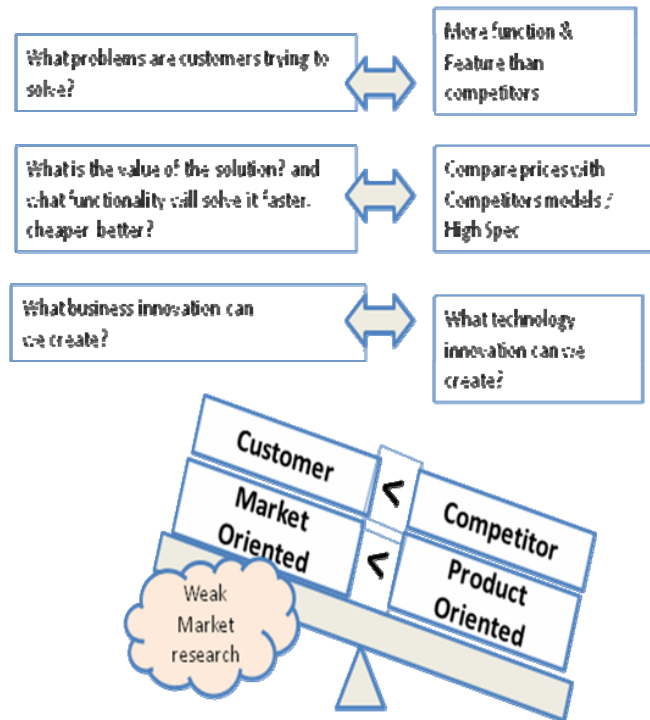 What problems are customers trying to
solve?
More function &
Feature than
competitors
What is the value of the solution? and
what functionality will solve it faster,
cheaper better?
Compare prices with
Competitors models /
High Spec
What business innovation can
we create?
What technology
innovation can we
create?
Customer
<
Competitor
Market
Oriented
<
Product
Oriented
Weak
Market
research